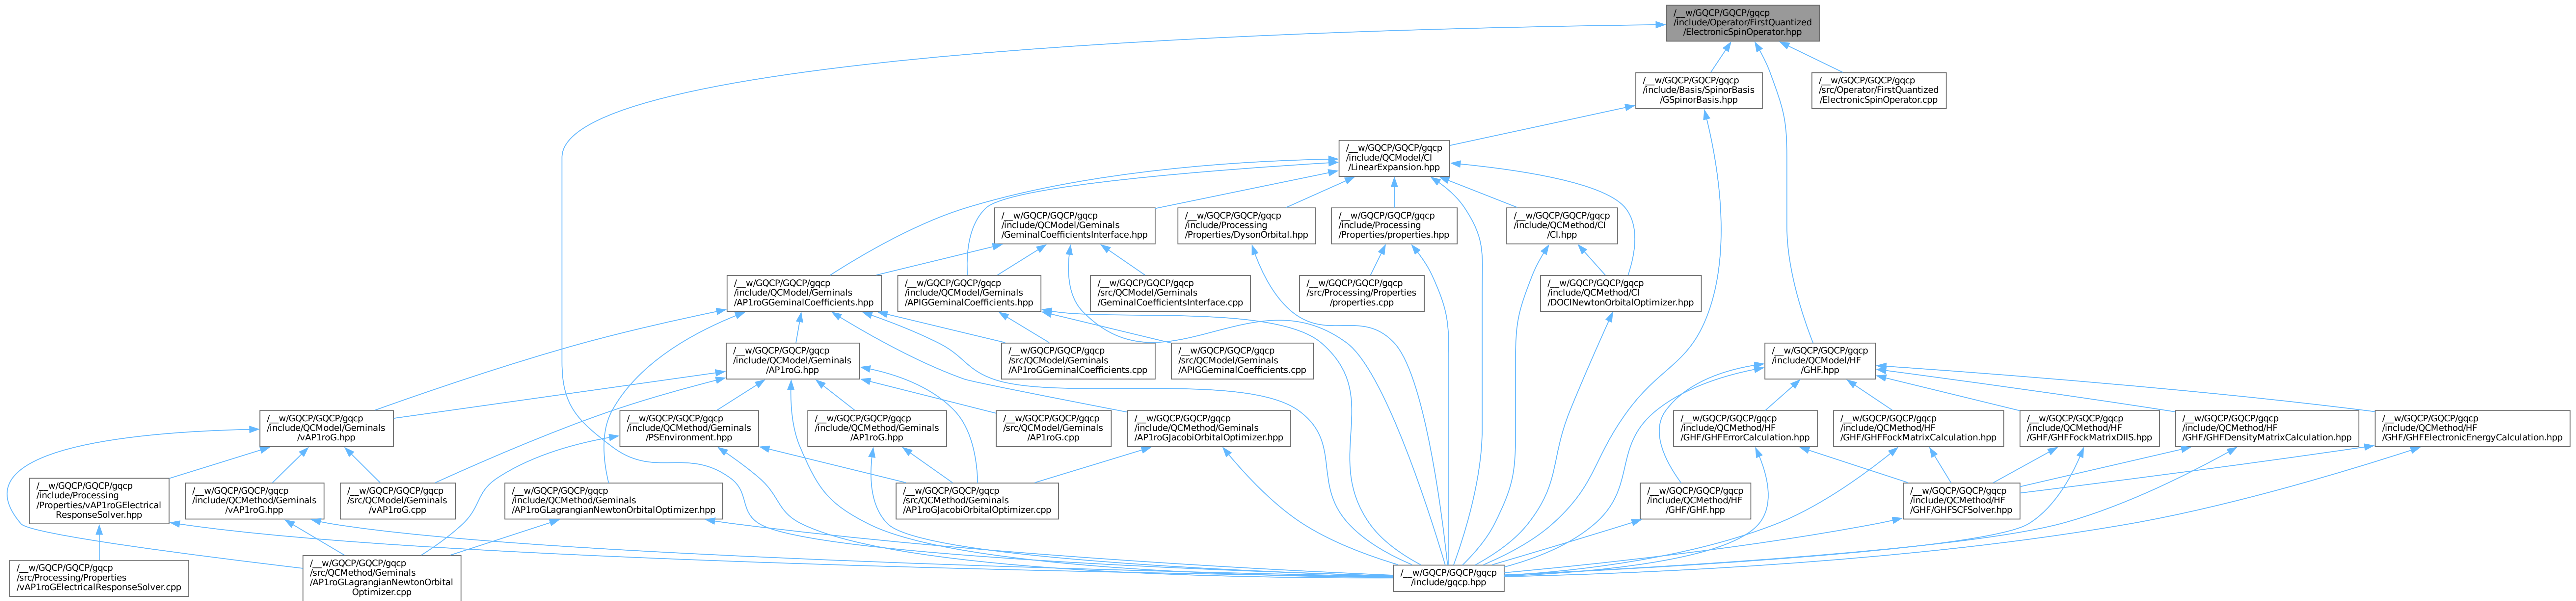 /__w/GQCP/GQCP/gqcp
/include/Operator/FirstQuantized
/ElectronicSpinOperator.hpp
/__w/GQCP/GQCP/gqcp
/include/Basis/SpinorBasis
/GSpinorBasis.hpp
/__w/GQCP/GQCP/gqcp
/src/Operator/FirstQuantized
/ElectronicSpinOperator.cpp
/__w/GQCP/GQCP/gqcp
/include/QCModel/CI
/LinearExpansion.hpp
/__w/GQCP/GQCP/gqcp
/include/QCModel/Geminals
/GeminalCoefficientsInterface.hpp
/__w/GQCP/GQCP/gqcp
/include/Processing
/Properties/DysonOrbital.hpp
/__w/GQCP/GQCP/gqcp
/include/Processing
/Properties/properties.hpp
/__w/GQCP/GQCP/gqcp
/include/QCMethod/CI
/CI.hpp
/__w/GQCP/GQCP/gqcp
/include/QCModel/Geminals
/AP1roGGeminalCoefficients.hpp
/__w/GQCP/GQCP/gqcp
/include/QCModel/Geminals
/APIGGeminalCoefficients.hpp
/__w/GQCP/GQCP/gqcp
/src/QCModel/Geminals
/GeminalCoefficientsInterface.cpp
/__w/GQCP/GQCP/gqcp
/src/Processing/Properties
/properties.cpp
/__w/GQCP/GQCP/gqcp
/include/QCMethod/CI
/DOCINewtonOrbitalOptimizer.hpp
/__w/GQCP/GQCP/gqcp
/include/QCModel/Geminals
/AP1roG.hpp
/__w/GQCP/GQCP/gqcp
/src/QCModel/Geminals
/AP1roGGeminalCoefficients.cpp
/__w/GQCP/GQCP/gqcp
/src/QCModel/Geminals
/APIGGeminalCoefficients.cpp
/__w/GQCP/GQCP/gqcp
/include/QCModel/HF
/GHF.hpp
/__w/GQCP/GQCP/gqcp
/include/QCModel/Geminals
/vAP1roG.hpp
/__w/GQCP/GQCP/gqcp
/include/QCMethod/Geminals
/PSEnvironment.hpp
/__w/GQCP/GQCP/gqcp
/include/QCMethod/Geminals
/AP1roG.hpp
/__w/GQCP/GQCP/gqcp
/src/QCModel/Geminals
/AP1roG.cpp
/__w/GQCP/GQCP/gqcp
/include/QCMethod/Geminals
/AP1roGJacobiOrbitalOptimizer.hpp
/__w/GQCP/GQCP/gqcp
/include/QCMethod/HF
/GHF/GHFErrorCalculation.hpp
/__w/GQCP/GQCP/gqcp
/include/QCMethod/HF
/GHF/GHFFockMatrixCalculation.hpp
/__w/GQCP/GQCP/gqcp
/include/QCMethod/HF
/GHF/GHFFockMatrixDIIS.hpp
/__w/GQCP/GQCP/gqcp
/include/QCMethod/HF
/GHF/GHFDensityMatrixCalculation.hpp
/__w/GQCP/GQCP/gqcp
/include/QCMethod/HF
/GHF/GHFElectronicEnergyCalculation.hpp
/__w/GQCP/GQCP/gqcp
/include/Processing
/Properties/vAP1roGElectrical
ResponseSolver.hpp
/__w/GQCP/GQCP/gqcp
/include/QCMethod/Geminals
/vAP1roG.hpp
/__w/GQCP/GQCP/gqcp
/src/QCModel/Geminals
/vAP1roG.cpp
/__w/GQCP/GQCP/gqcp
/include/QCMethod/Geminals
/AP1roGLagrangianNewtonOrbitalOptimizer.hpp
/__w/GQCP/GQCP/gqcp
/src/QCMethod/Geminals
/AP1roGJacobiOrbitalOptimizer.cpp
/__w/GQCP/GQCP/gqcp
/include/QCMethod/HF
/GHF/GHF.hpp
/__w/GQCP/GQCP/gqcp
/include/QCMethod/HF
/GHF/GHFSCFSolver.hpp
/__w/GQCP/GQCP/gqcp
/src/Processing/Properties
/vAP1roGElectricalResponseSolver.cpp
/__w/GQCP/GQCP/gqcp
/src/QCMethod/Geminals
/AP1roGLagrangianNewtonOrbital
Optimizer.cpp
/__w/GQCP/GQCP/gqcp
/include/gqcp.hpp